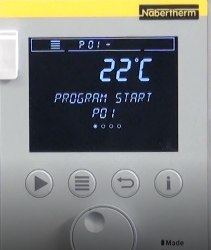 Nabertherm
P01-
22°C
PROGRAM START
P01
i
Made